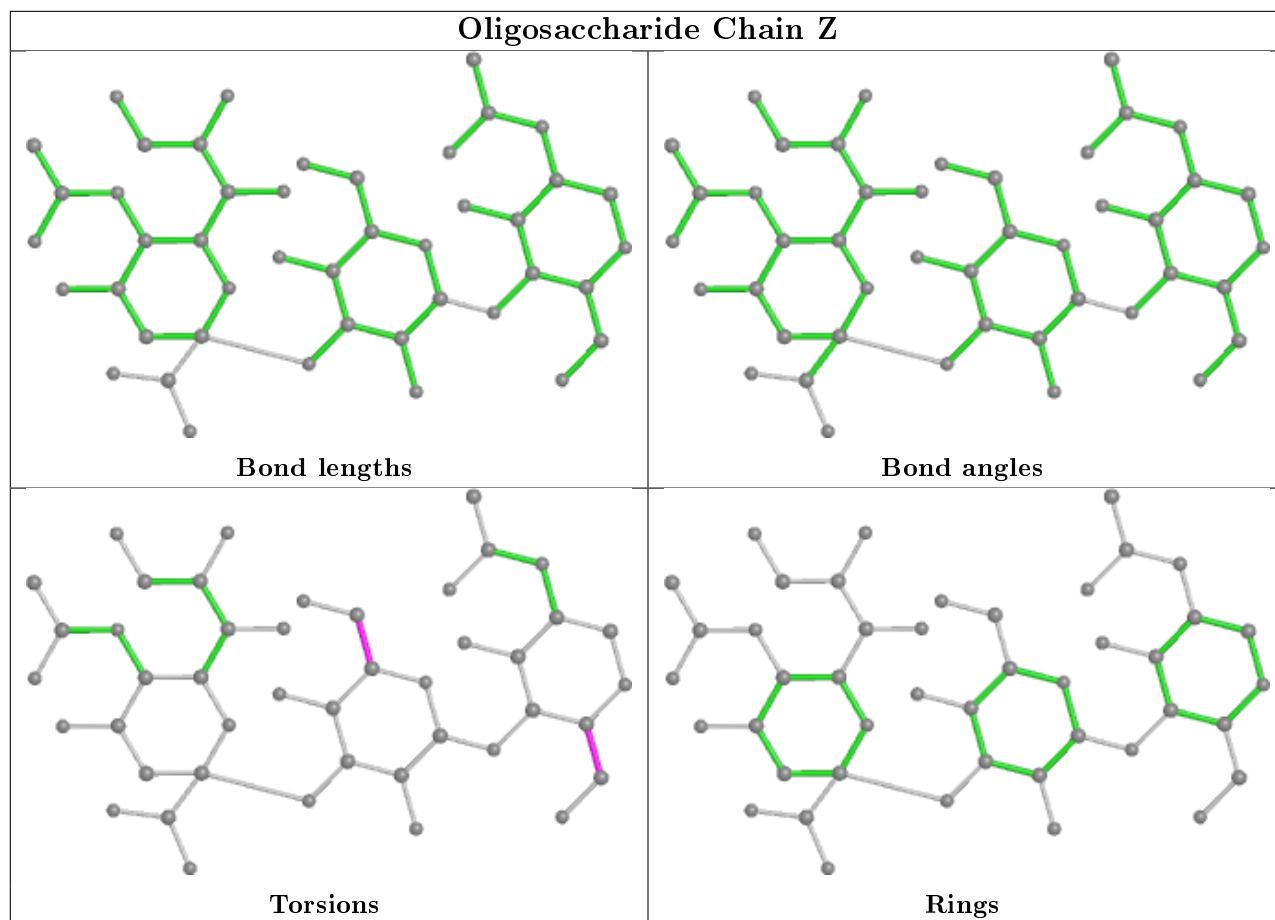 Oligosaccharide Chain Z
Bond lengths
Bond angles
Torsions
Rings